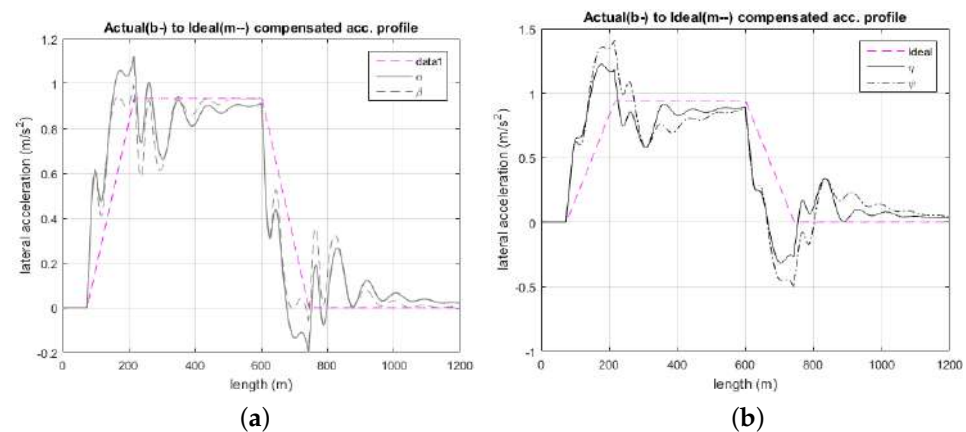 Actual(b-) to Ideal(m--) compensated acc. profile
lateral acceleration (m/s²)
1.2
1
0.8
0.6
0.4
0.2
0
-0.2
data1
α
β
0
200
400
600
800
1000
1200
length (m)
(a)
Actual(b-) to Ideal(m--) compensated acc. profile
lateral acceleration (m/s²)
1.5
1
0.5
0
-0.5
-1
Ideal
η
ψ
0
200
400
600
800
1000
1200
length (m)
(b)